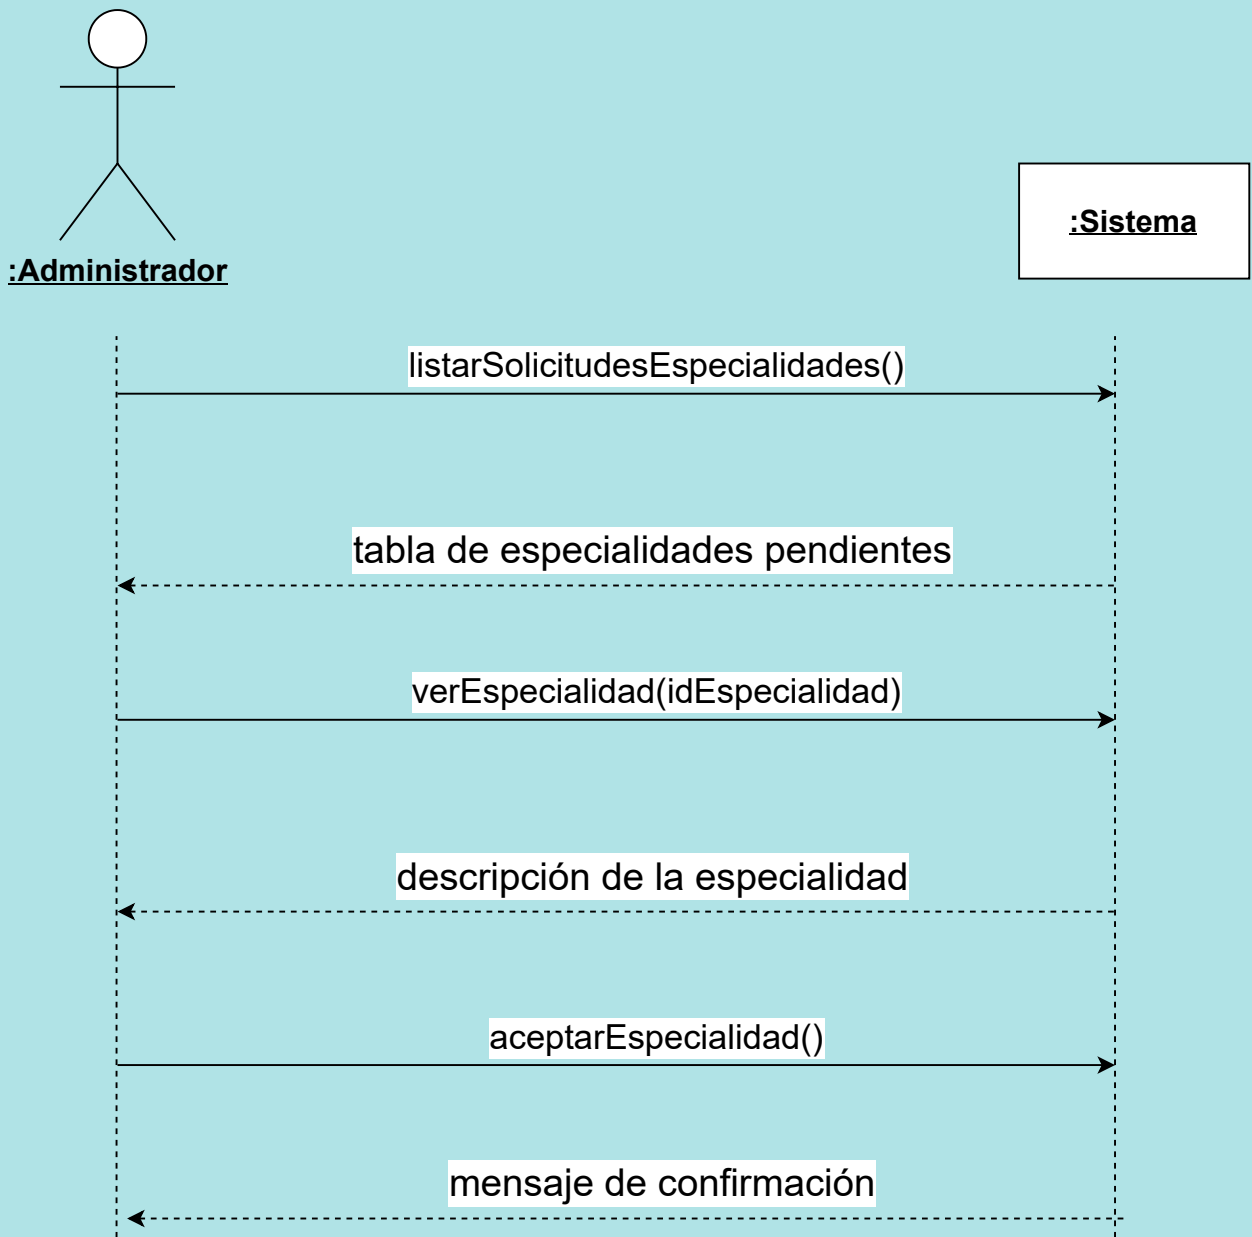 :Administrador
:Sistema
listarSolicitudesEspecialidades()
tabla de especialidades pendientes
verEspecialidad(idEspecialidad)
descripción de la especialidad
aceptarEspecialidad()
mensaje de confirmación